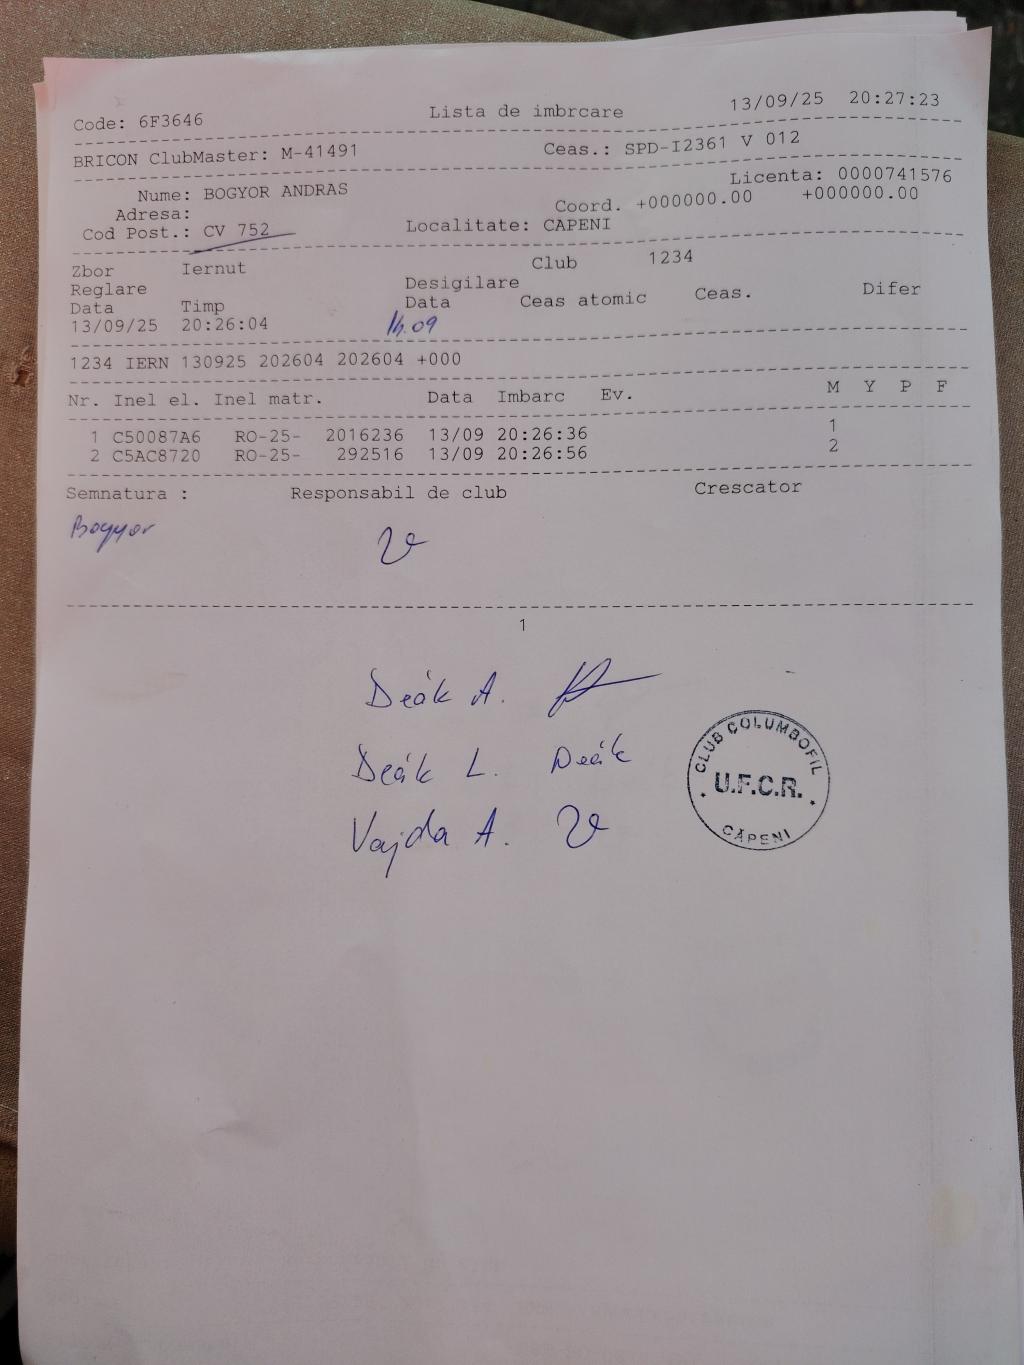 Code: 6F3646 Lista de imbrcare 13/09/25 20:27:23
BRICON ClubMaster: M-41491 Ceas.: SPD-I2361 V 012
Nume: BOGYOR ANDRAS Licenta: 0000741576
Adresa: Coord. +000000.00 +000000.00
Cod Post.: CV 752 Localitate: CAPENI
Zbor Iernut Club 1234
Reglare Desigilare
Data Timp Data Ceas atomic Ceas. Difer
13/09/25 20:26:04 14.09
1234 IERN 130925 202604 202604 +000
Nr. Inel el. Inel matr. Data Imbarc Ev. M Y P F
1 C50087A6 RO-25- 2016236 13/09 20:26:36 1
2 C5AC8720 RO-25- 292516 13/09 20:26:56 2
Semnatura : Responsabil de club Crescator
Bogyor
1
Deák A.
Deák L. Deák
Vajda A.
CLUB COLUMBOFIL
U.F.C.R.
CĂPENI